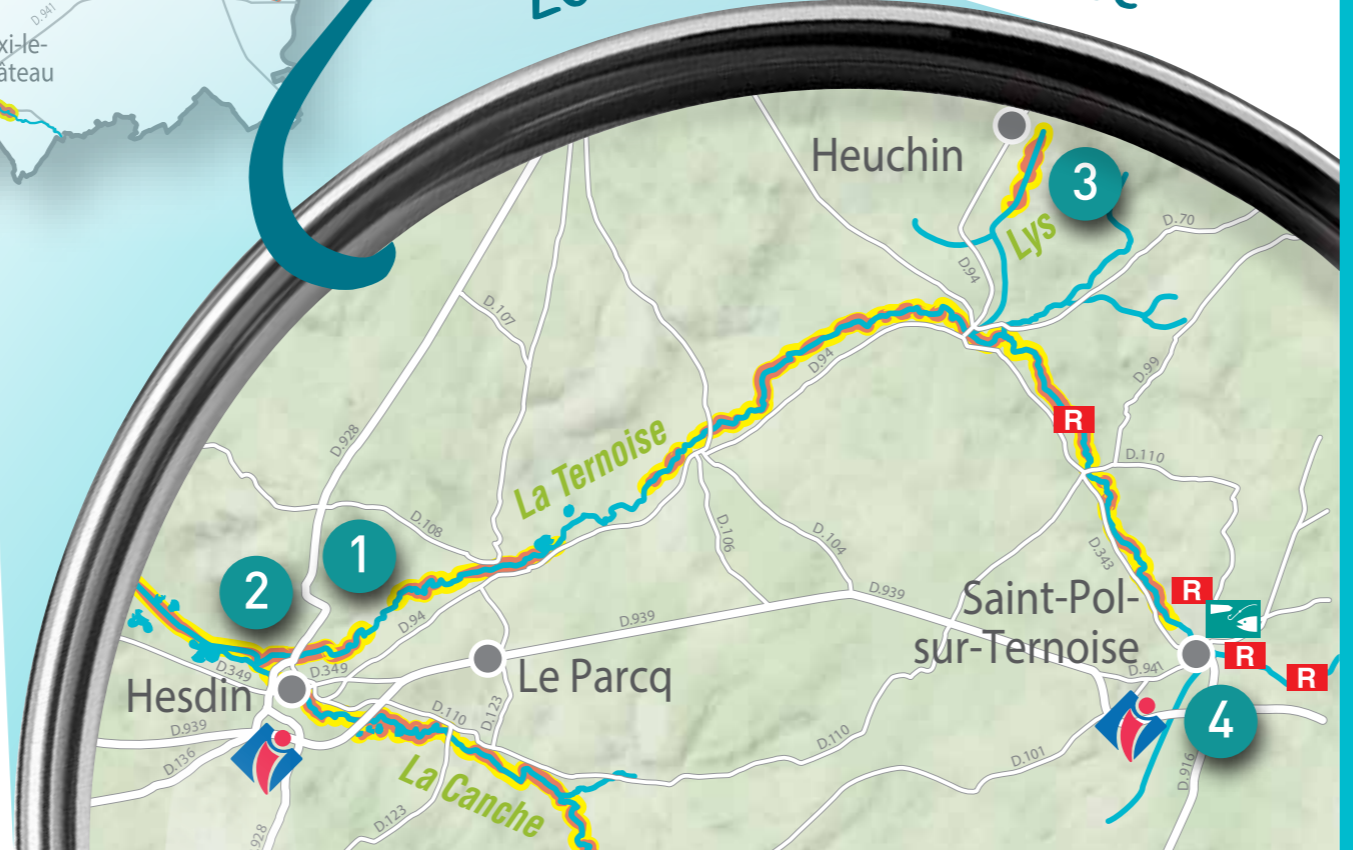 D.941
xi-le-
âteau
Heuchin
3
Lys
D.70
D.94
D.107
D.99
D.94
R
D.928
La Ternoise
D.110
D.108
D.106
D.104
D.343
1
2
D.939
D.939
R
Saint-Pol-
sur-Ternoise
R
R
D.94
D.349
D.349
Le Parcq
D.941
Hesdin
4
D.939
D.110
D.123
D.110
D.136
D.101
D.916
La Canche
D.123
928